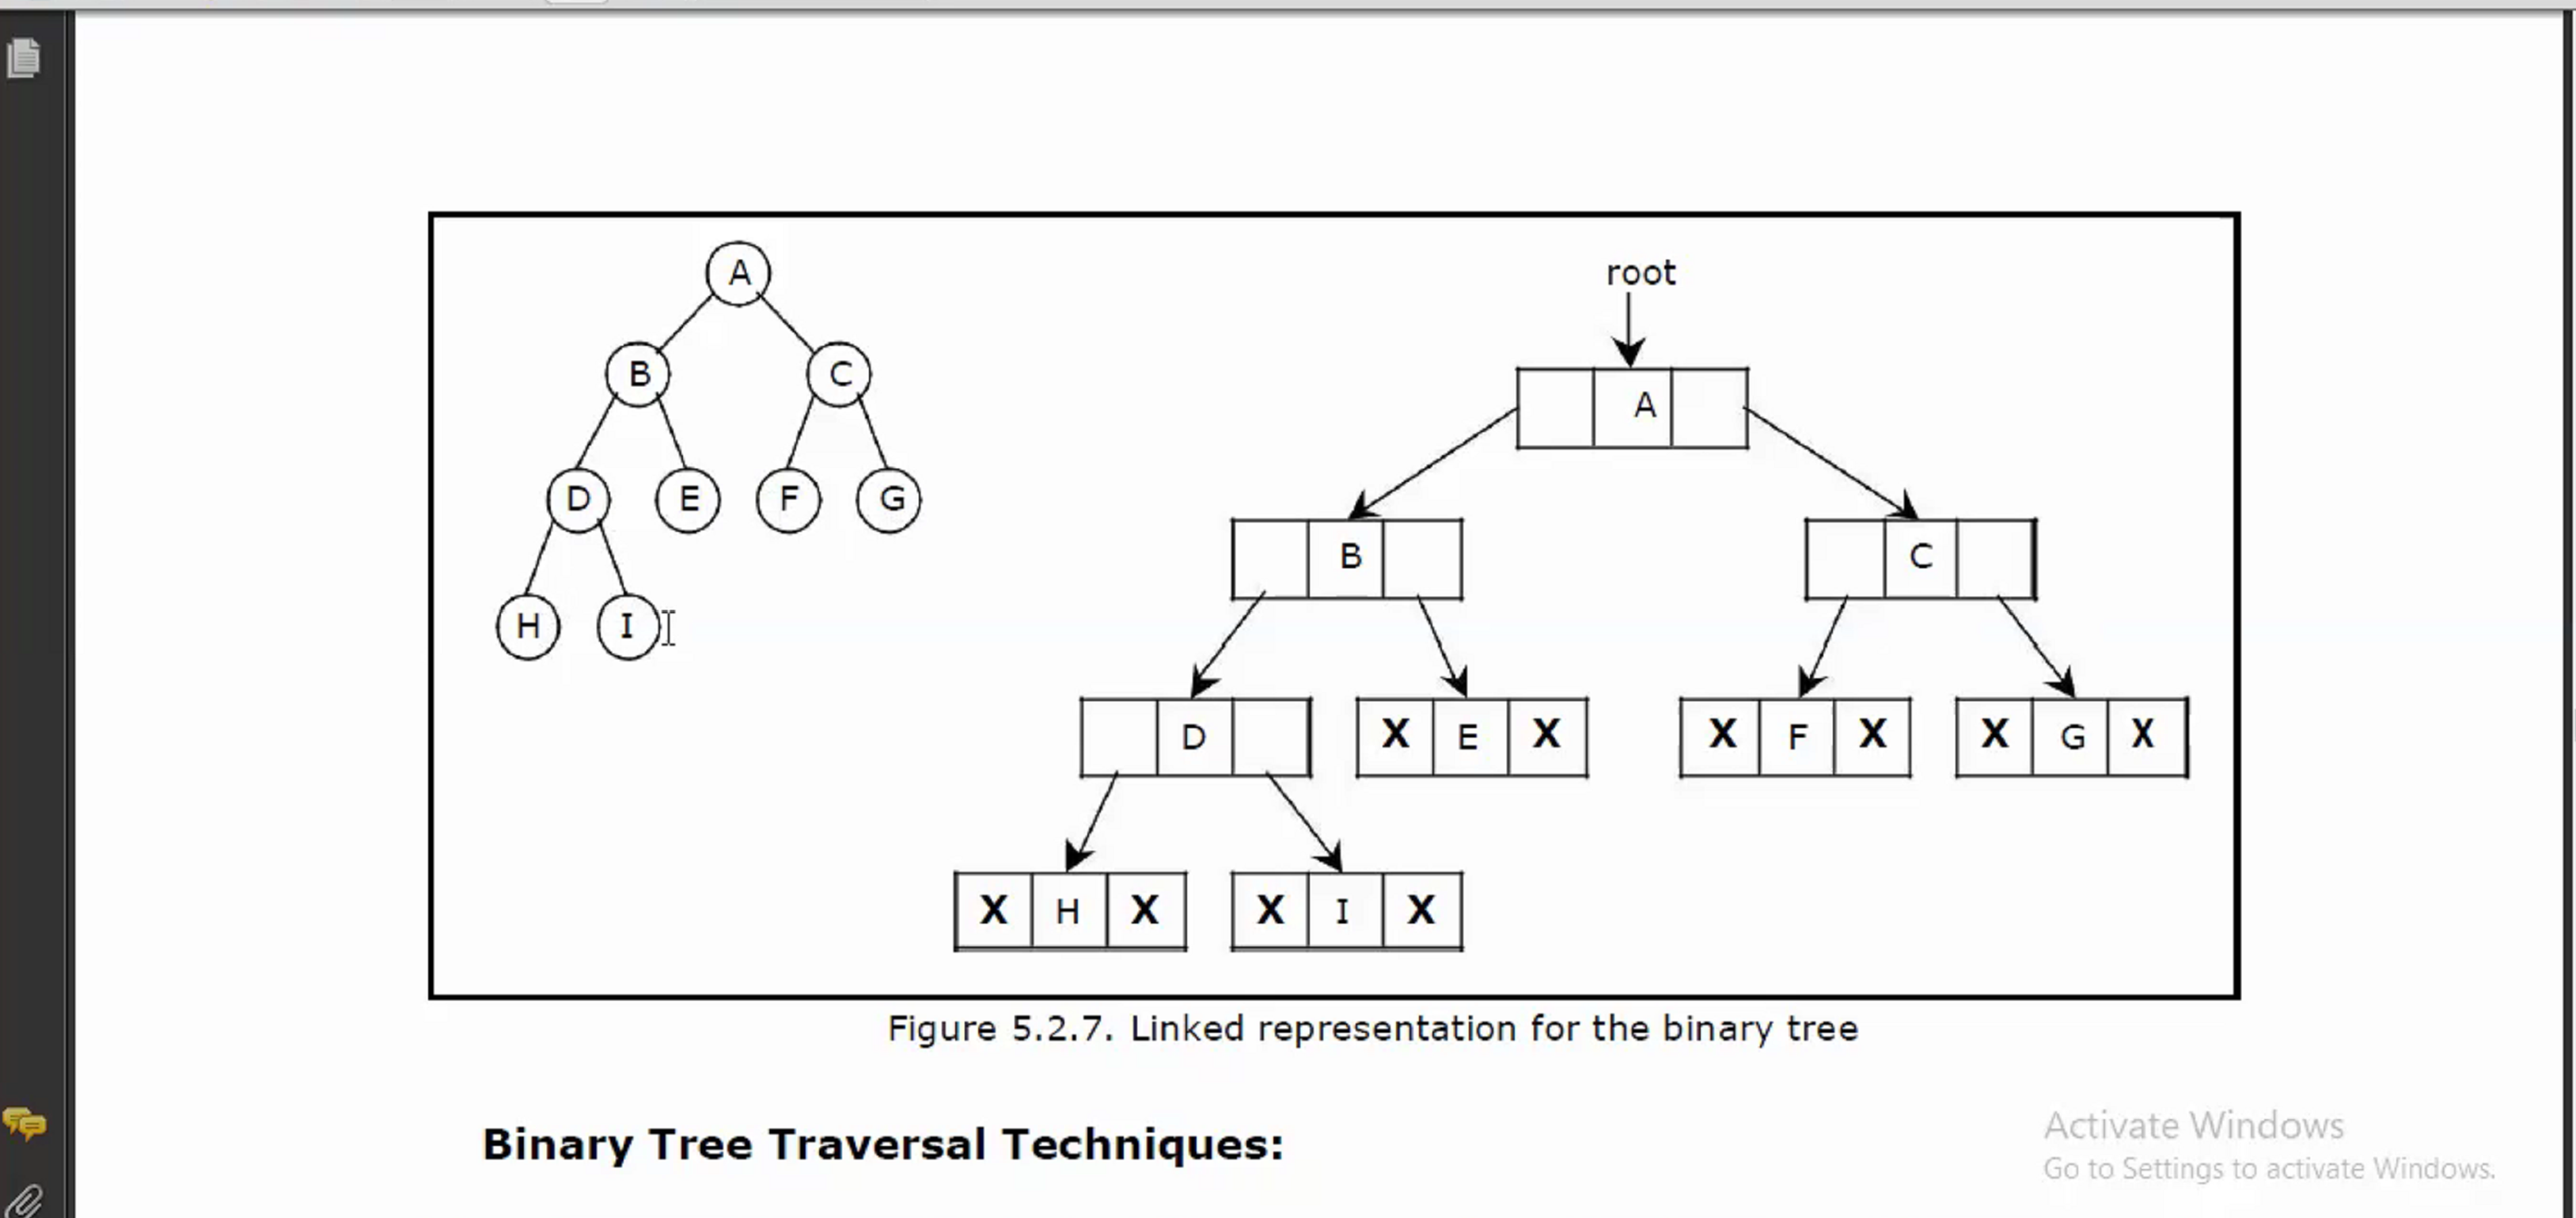 A
B C
D E F G
H I
root
A
B C
D X E X X F X X G X
X H X X I X
Figure 5.2.7. Linked representation for the binary tree
Binary Tree Traversal Techniques:
Activate Windows
Go to Settings to activate Windows.